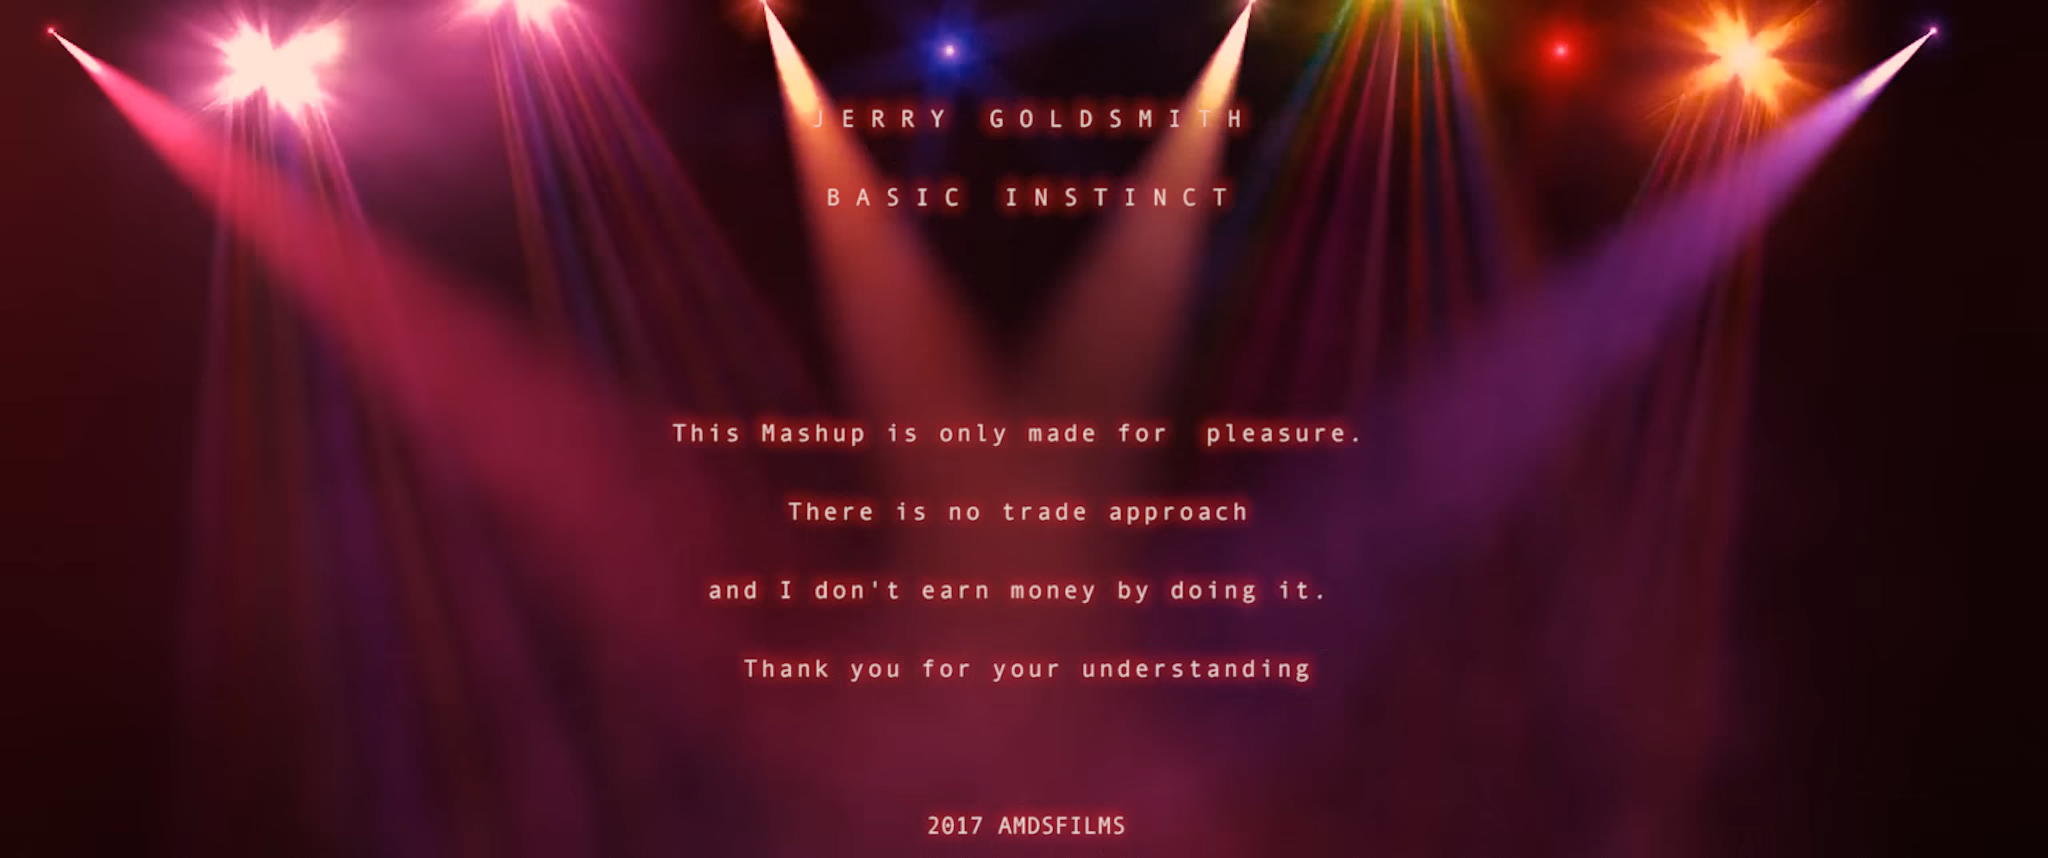 JERRY GOLDSMITH
BASIC INSTINCT
This Mashup is only made for  pleasure.
There is no trade approach
and I don't earn money by doing it.
Thank you for your understanding
2017 AMDSFILMS